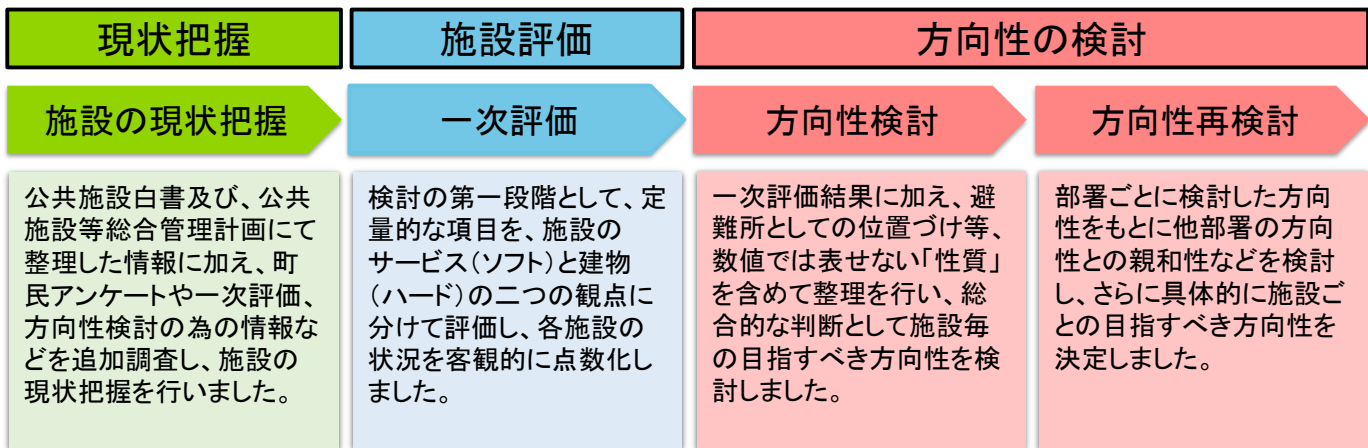 現状把握
施設評価
方向性の検討
施設の現状把握
一次評価
方向性検討
方向性再検討
公共施設白書及び、公共
施設等総合管理計画にて
整理した情報に加え、町
民アンケートや一次評価、
方向性検討の為の情報な
どを追加調査し、施設の
現状把握を行いました。
検討の第一段階として、定
量的な項目を、施設の
サービス（ソフト）と建物
（ハード）の二つの観点に
分けて評価し、各施設の
状況を客観的に点数化し
ました。
一次評価結果に加え、避
難所としての位置づけ等、
数値では表せない「性質」
を含めて整理を行い、総
合的な判断として施設毎
の目指すべき方向性を検
討しました。
部署ごとに検討した方向
性をもとに他部署の方向
性との親和性などを検討
し、さらに具体的に施設ご
との目指すべき方向性を
決定しました。